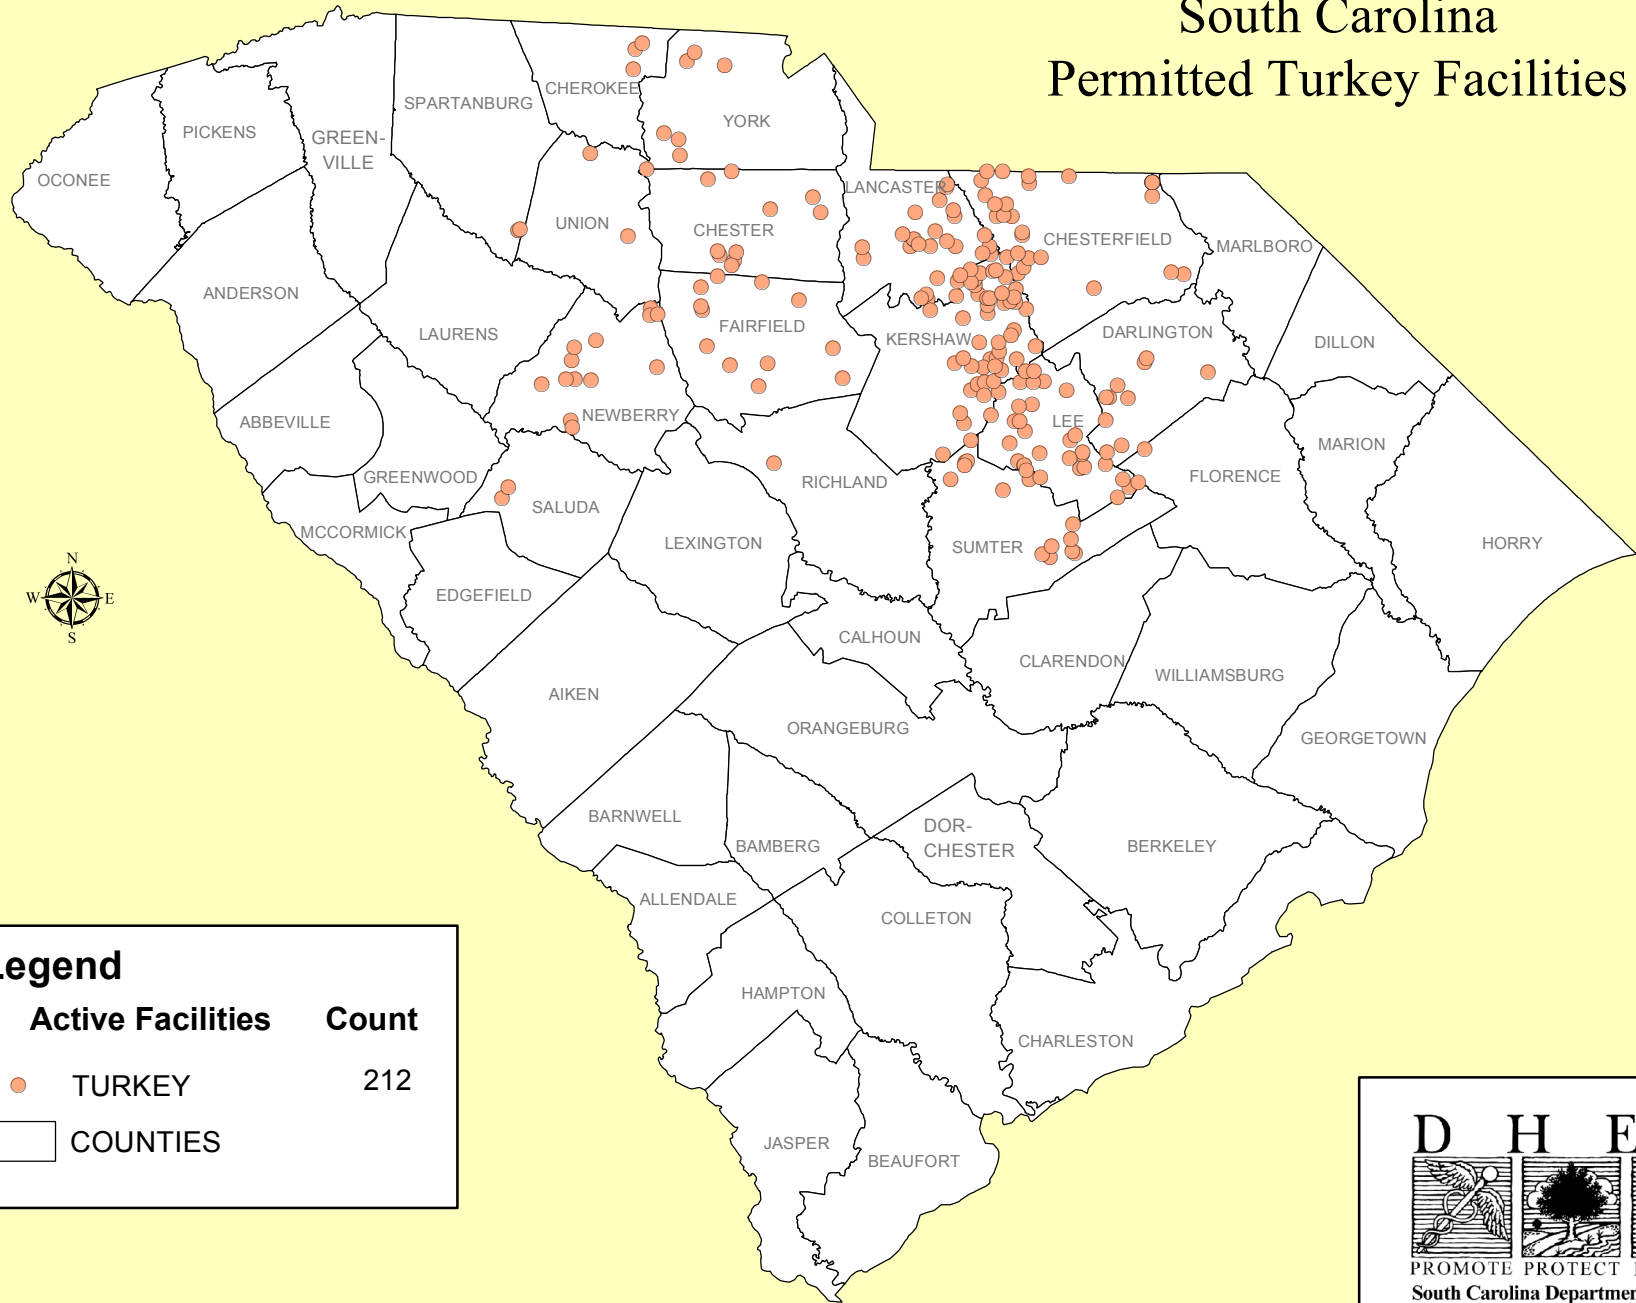 South Carolina
Permitted Turkey Facilities
CHEROKEE
SPARTANBURG
YORK
PICKENS
GREEN-
VILLE
OCONEE
LANCASTER
UNION
CHESTER
CHESTERFIELD
MARLBORO
ANDERSON
LAURENS
FAIRFIELD
KERSHAW
DARLINGTON
DILLON
ABBEVILLE
NEWBERRY
LEE
MARION
GREENWOOD
RICHLAND
FLORENCE
SALUDA
MCCORMICK
LEXINGTON
SUMTER
HORRY
N
W
E
S
EDGEFIELD
CALHOUN
CLARENDON
WILLIAMSBURG
AIKEN
ORANGEBURG
GEORGETOWN
BARNWELL
BAMBERG
DOR-
CHESTER
BERKELEY
ALLENDALE
COLLETON
HAMPTON
CHARLESTON
JASPER
BEAUFORT
Legend
Active Facilities Count
TURKEY 212
COUNTIES
D H E
PROMOTE PROTECT
South Carolina Departmen